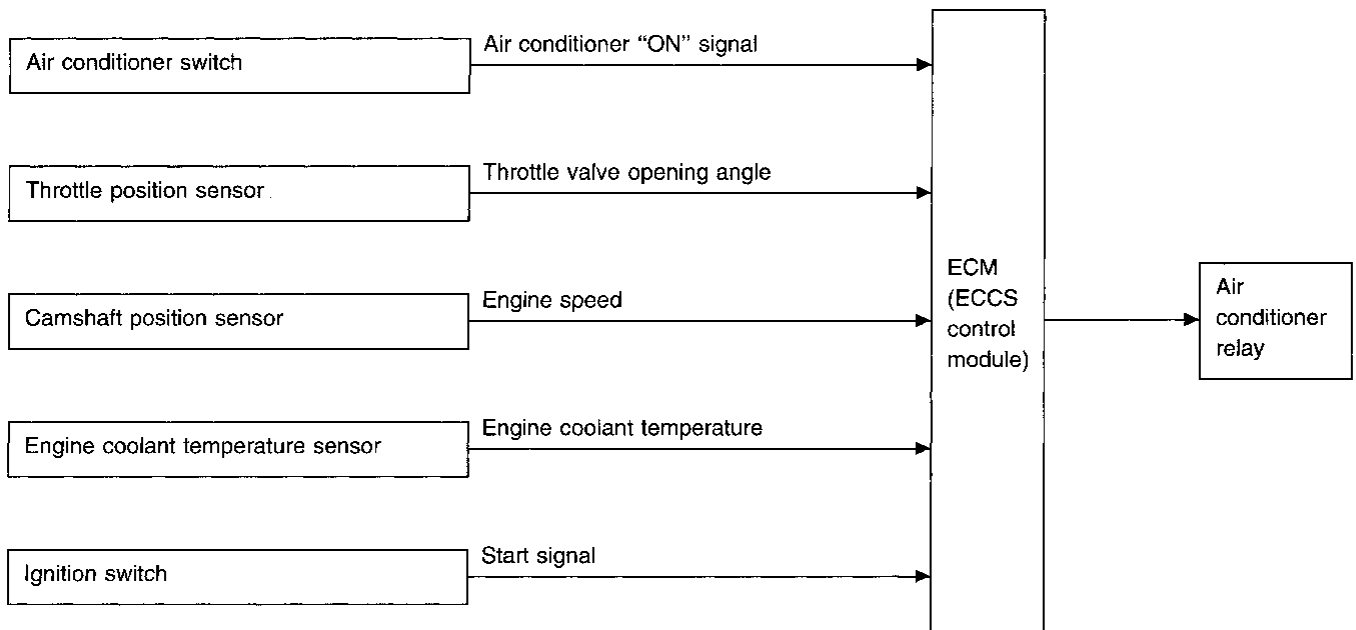 Air conditioner switch
Air conditioner “ON” signal
Throttle position sensor
Throttle valve opening angle
Camshaft position sensor
Engine speed
Engine coolant temperature sensor
Engine coolant temperature
Ignition switch
Start signal
ECM
(ECCS
control
module)
Air
conditioner
relay